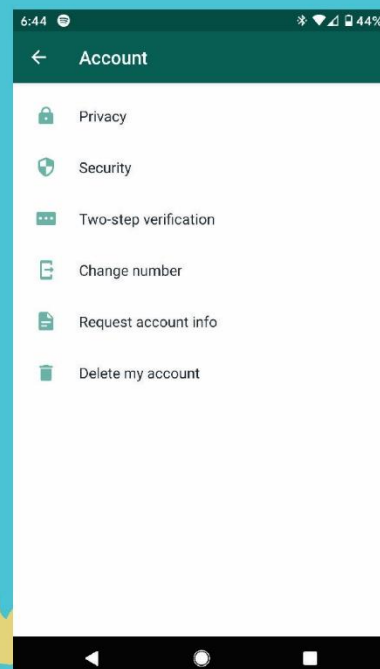 6:44 44%
Account
Privacy
Security
Two-step verification
Change number
Request account info
Delete my account